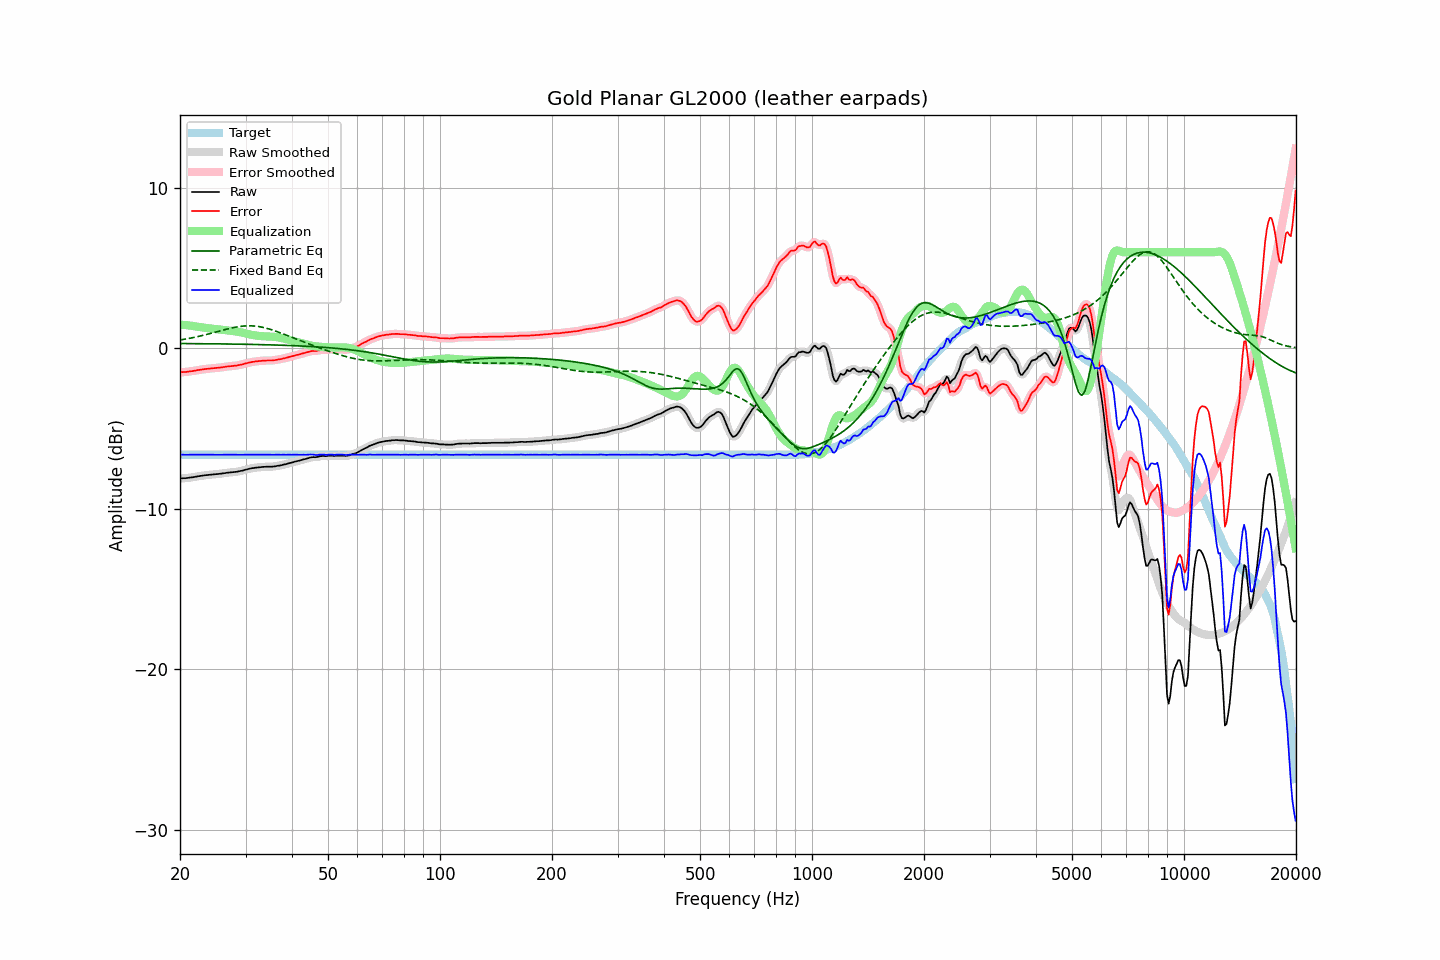 Gold Planar GL2000 (leather earpads)
Target
Raw Smoothed
Error Smoothed
Raw
Error
Equalization
Parametric Eq
Fixed Band Eq
Equalized
10
0
−10
−20
−30
Amplitude (dBr)
20 50 100 200 500 1000 2000 5000 10000 20000
Frequency (Hz)